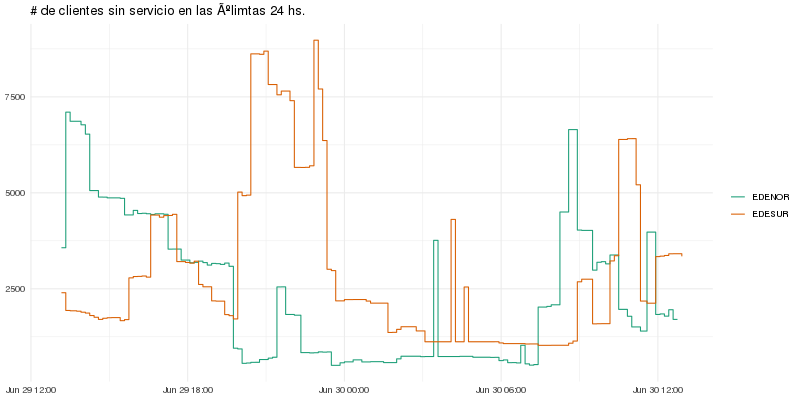 # de clientes sin servicio en las Ãºlimtas 24 hs.
7500
5000
2500
Jun 29 12:00
Jun 29 18:00
Jun 30 00:00
Jun 30 06:00
Jun 30 12:00
EDENOR
EDESUR